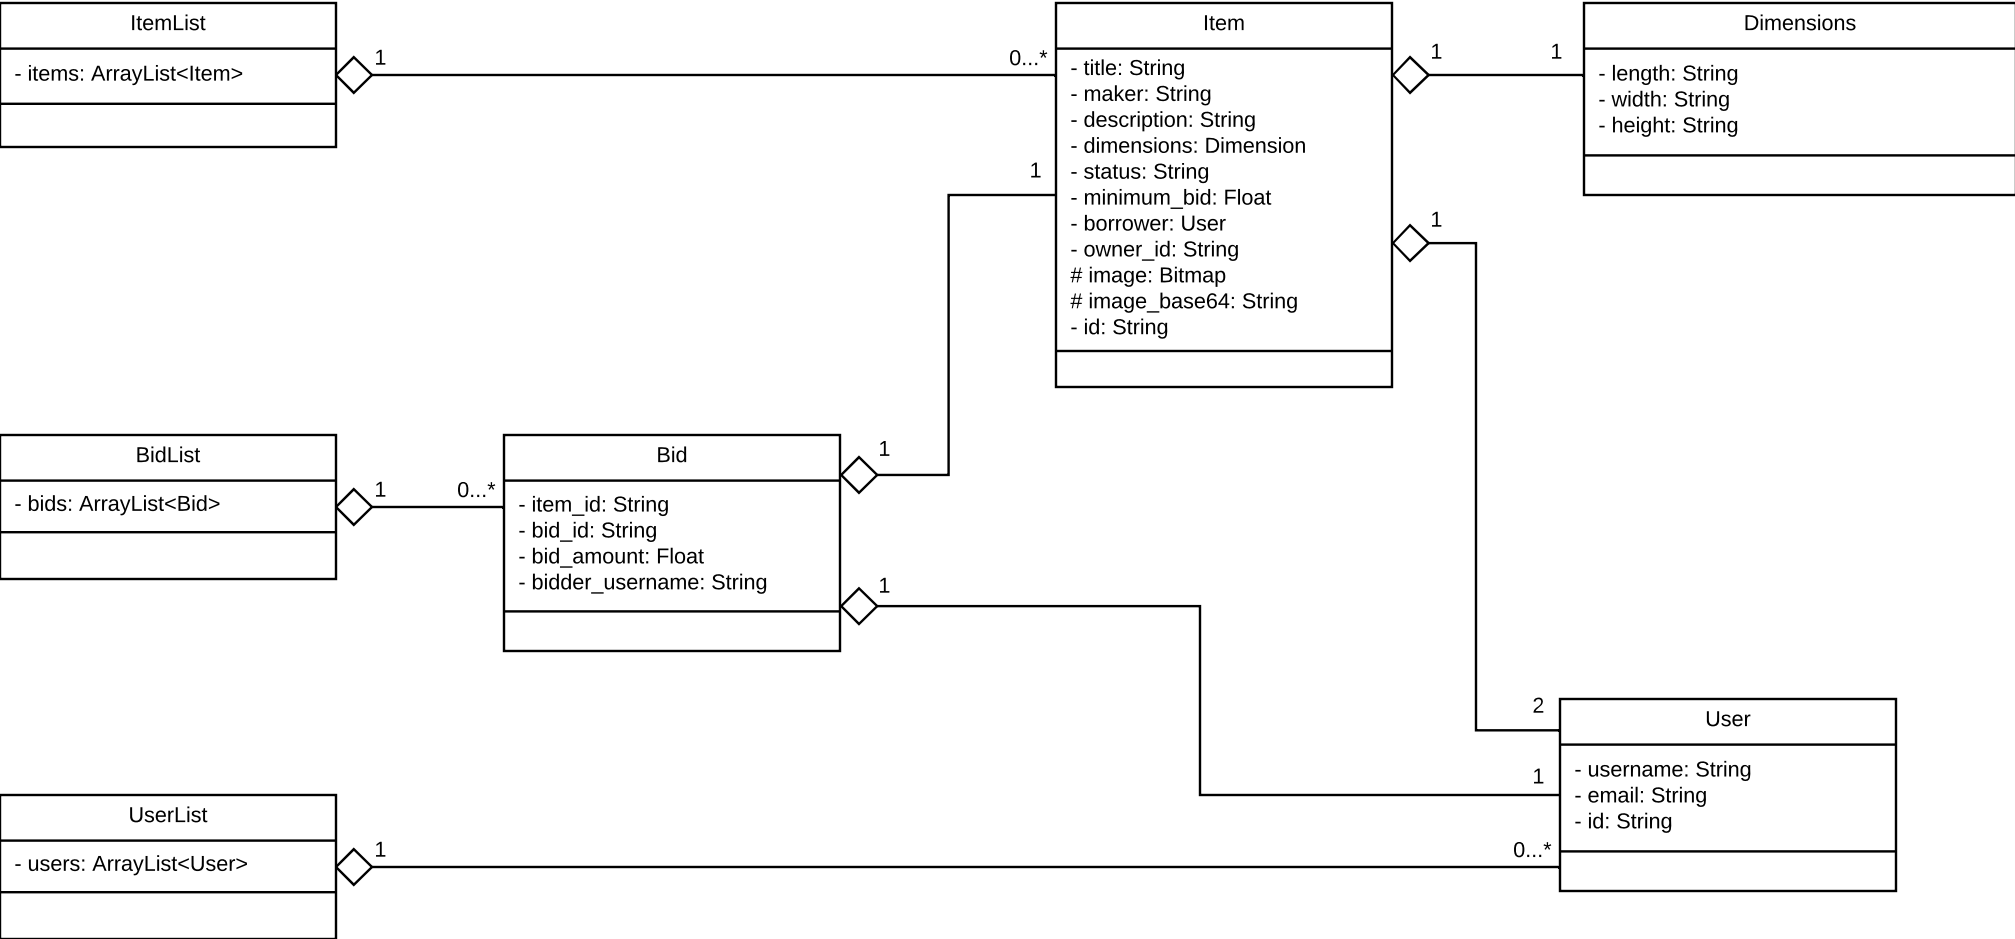 ItemList
- items: ArrayList<Item>
1
0...*
Item
- title: String
- maker: String
- description: String
- dimensions: Dimension
- status: String
- minimum_bid: Float
- borrower: User
- owner_id: String
# image: Bitmap
# image_base64: String
- id: String
1
1
Dimensions
- length: String
- width: String
- height: String
1
1
BidList
- bids: ArrayList<Bid>
1
0...*
Bid
- item_id: String
- bid_id: String
- bid_amount: Float
- bidder_username: String
1
1
2
1
User
- username: String
- email: String
- id: String
UserList
- users: ArrayList<User>
1
0...*